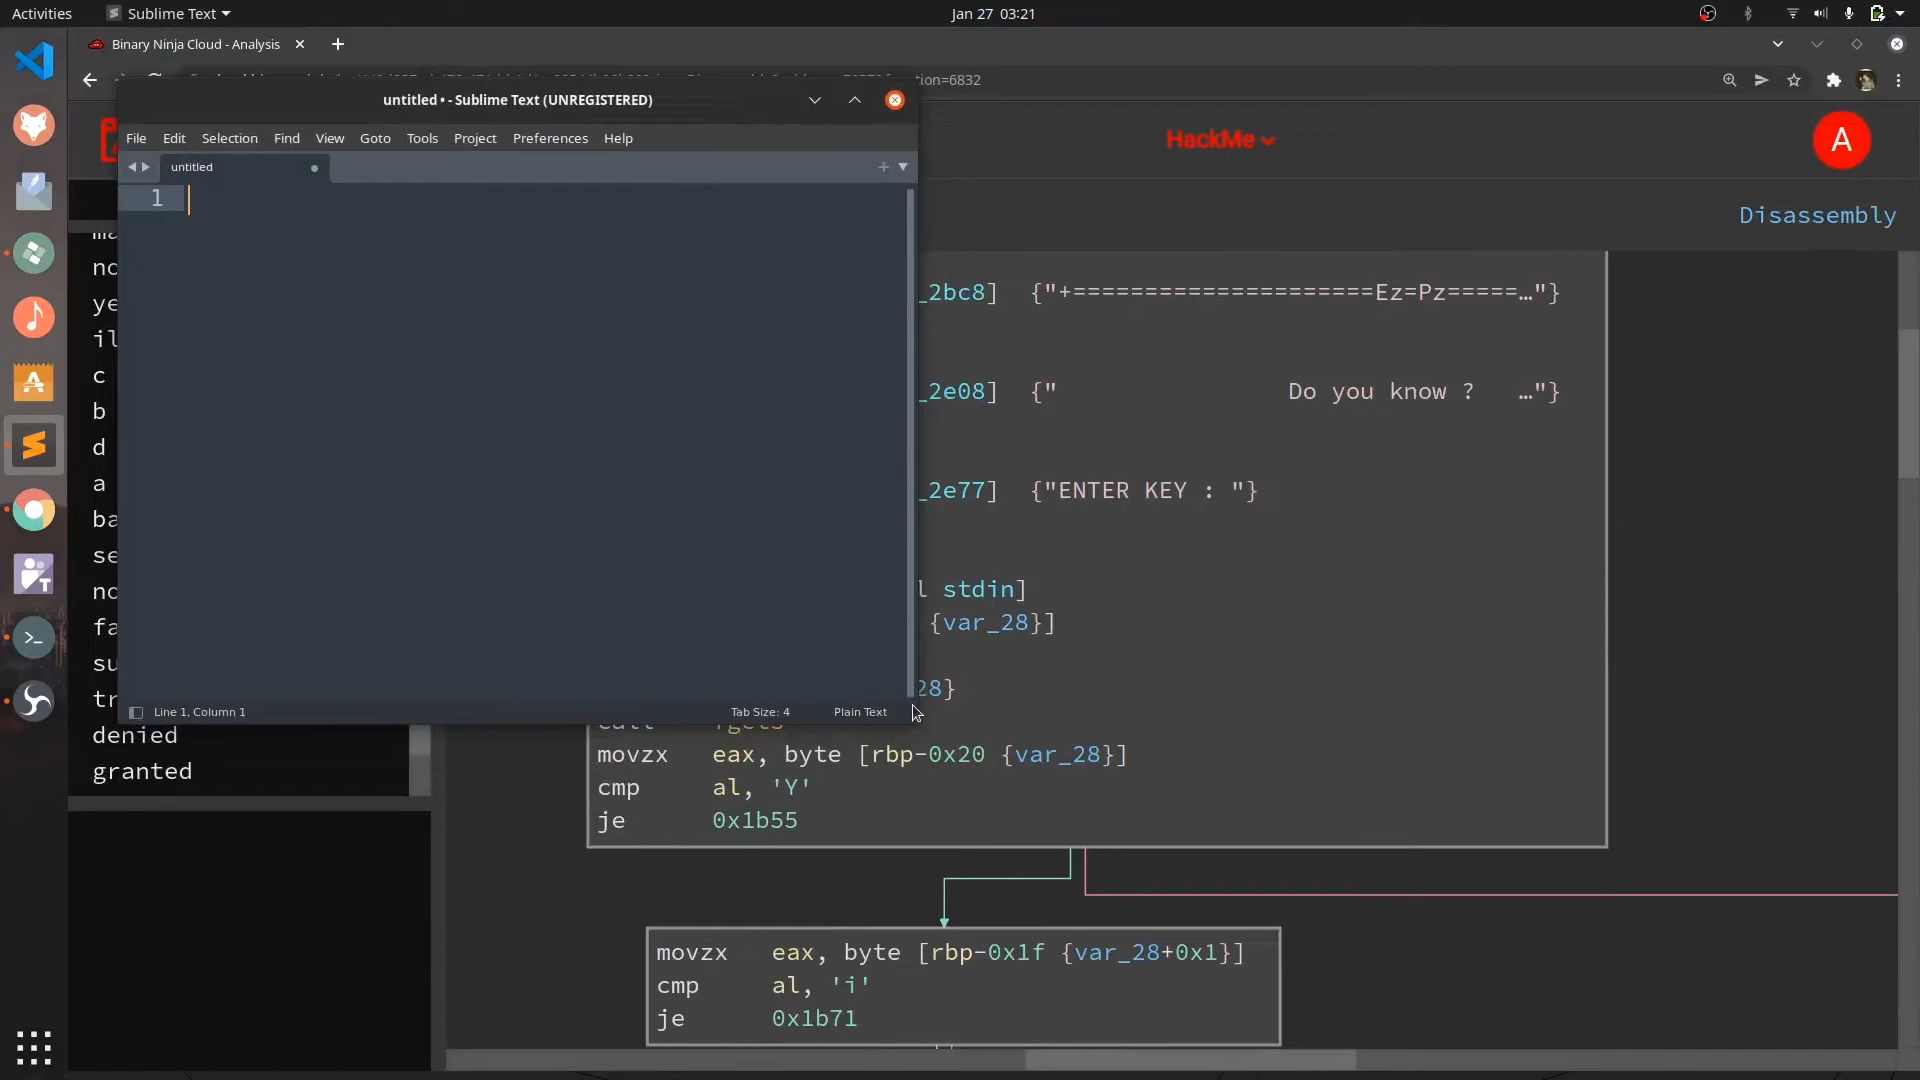 Activities
Sublime Text
Jan 27 03:21
Binary Ninja Cloud - Analysis
tion=6832
untitled • - Sublime Text (UNREGISTERED)
File Edit Selection Find View Goto Tools Project Preferences Help
HackMe
A
untitled
1
Disassembly
nc
ye
il
c
b
d
a
ba
se
nc
fa
su
tr
denied
granted
_2bc8] {"+=====================Ez=Pz=====…"}
_2e08] {" Do you know ? …"}
_2e77] {"ENTER KEY : "}
l stdin]
{var_28}]
28}
Line 1, Column 1
Tab Size: 4
Plain Text
movzx eax, byte [rbp-0x20 {var_28}]
cmp al, 'Y'
je 0x1b55
movzx eax, byte [rbp-0x1f {var_28+0x1}]
cmp al, 'i'
je 0x1b71